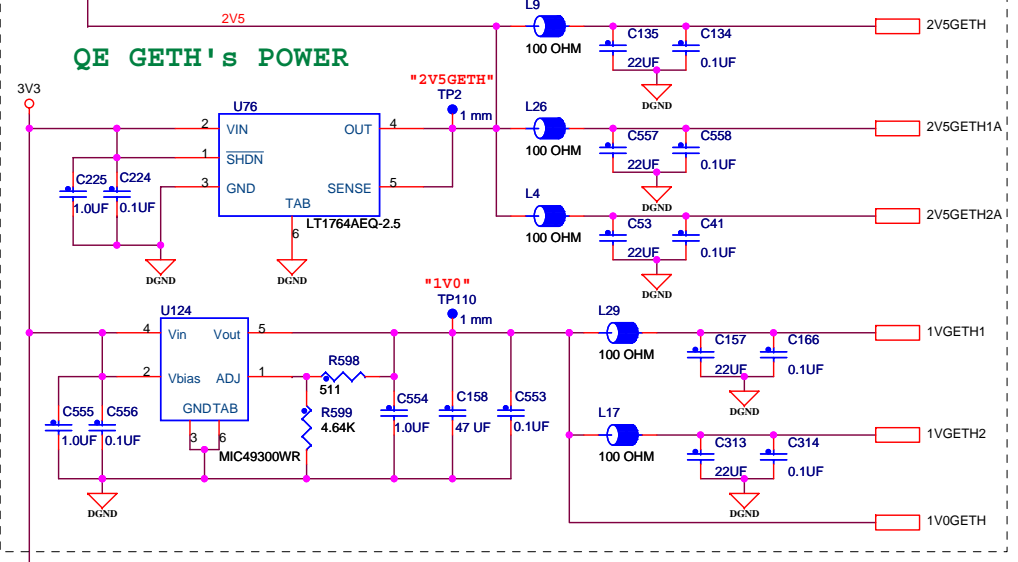 L9
2V5
2V5GETH
C135
C134
100 OHM
22UF
0.1UF
QE GETH's POWER
DGND
"2V5GETH"
3V3
TP2
1 mm
U76
L26
2 VIN OUT 4
2V5GETH1A
C557
C558
100 OHM
1 SHDN
22UF
0.1UF
C225
C224
3 GND SENSE 5
DGND
1.0UF
0.1UF
L4
TAB
LT1764AEQ-2.5
2V5GETH2A
6
C53
C41
100 OHM
22UF
0.1UF
DGND
DGND
DGND
"1V0"
TP110
1 mm
U124
L29
4 Vin Vout 5
1VGETH1
C157
C166
100 OHM
R598
22UF
0.1UF
2 Vbias ADJ 1
511
DGND
C555
C556
GND TAB
R599
4.64K
C554
C158
C553
L17
1.0UF
0.1UF
1.0UF
47 UF
0.1UF
3 6
1VGETH2
C313
C314
MIC49300WR
100 OHM
22UF
0.1UF
DGND
DGND
1V0GETH